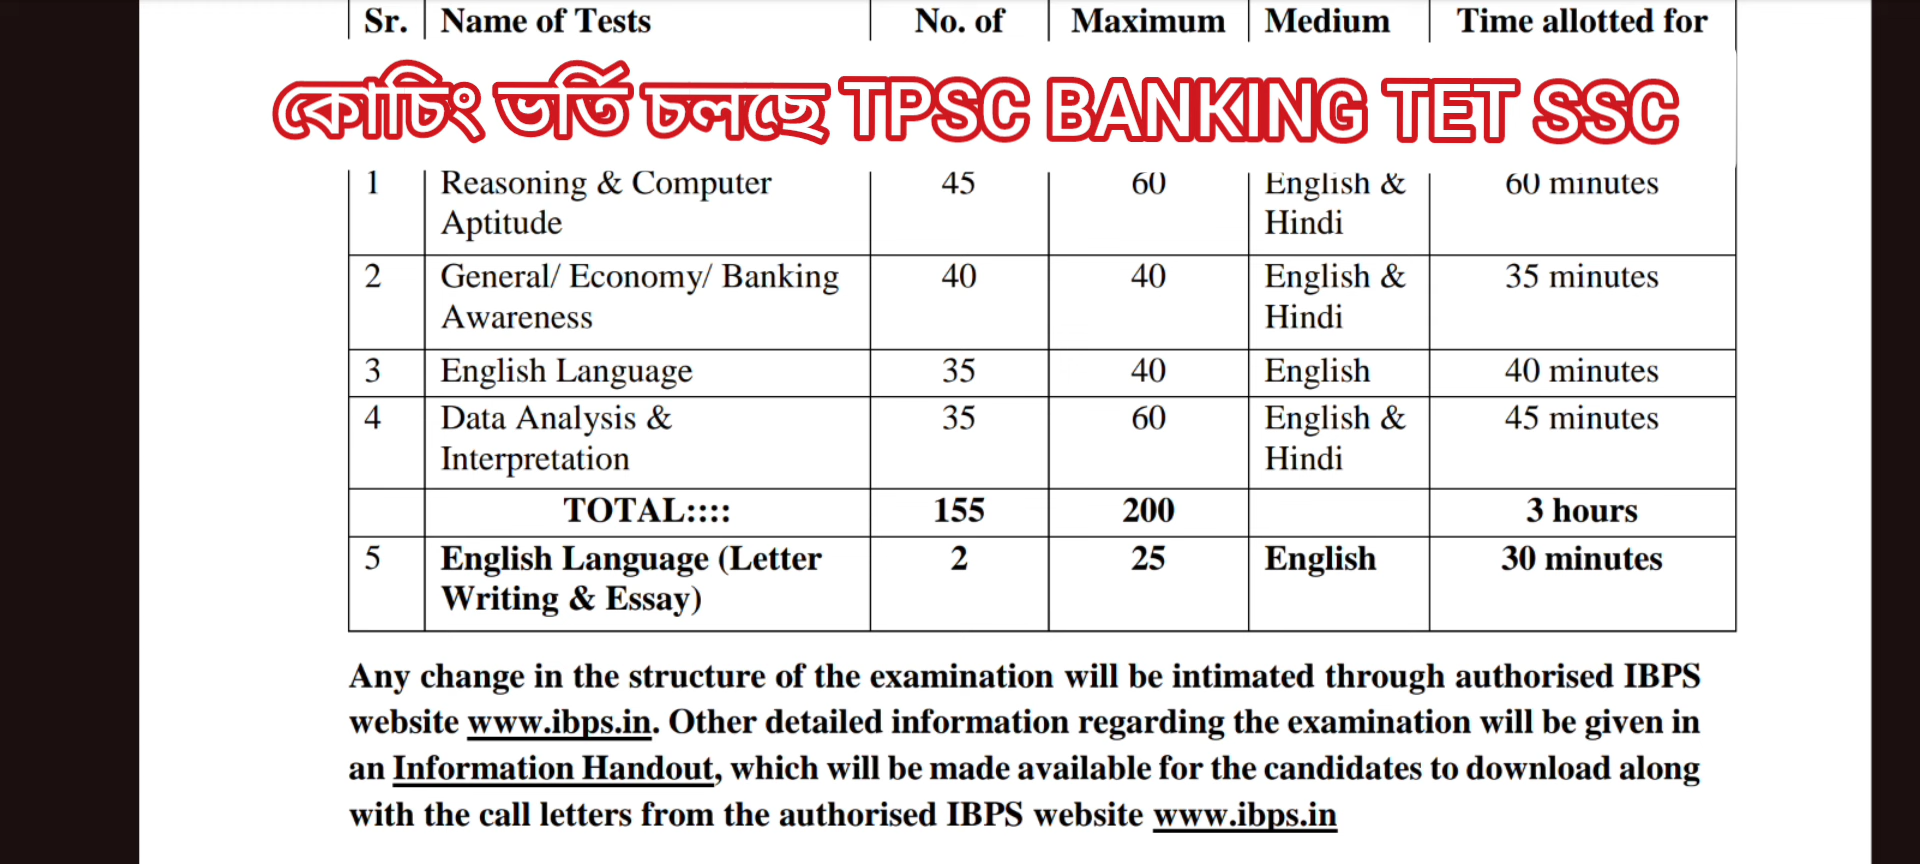 Sr. Name of Tests No. of Maximum Medium Time allotted for
কোচিং ভর্তি চলছে TPSC BANKING TET SSC
1 Reasoning & Computer 45 60 English & 60 minutes
Aptitude Hindi
2 General/ Economy/ Banking 40 40 English & 35 minutes
Awareness Hindi
3 English Language 35 40 English 40 minutes
4 Data Analysis & 35 60 English & 45 minutes
Interpretation Hindi
TOTAL:::: 155 200 3 hours
5 English Language (Letter 2 25 English 30 minutes
Writing & Essay)
Any change in the structure of the examination will be intimated through authorised IBPS
website www.ibps.in. Other detailed information regarding the examination will be given in
an Information Handout, which will be made available for the candidates to download along
with the call letters from the authorised IBPS website www.ibps.in